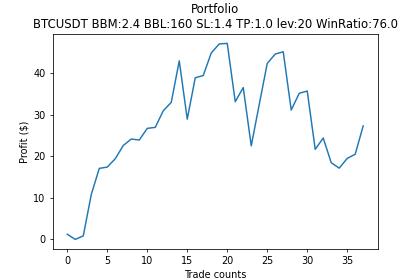 Portfolio
BTCUSDT BBM:2.4 BBL:160 SL:1.4 TP:1.0 lev:20 WinRatio:76.0
40
30
20
10
0
Profit ($)
0 5 10 15 20 25 30 35
Trade counts